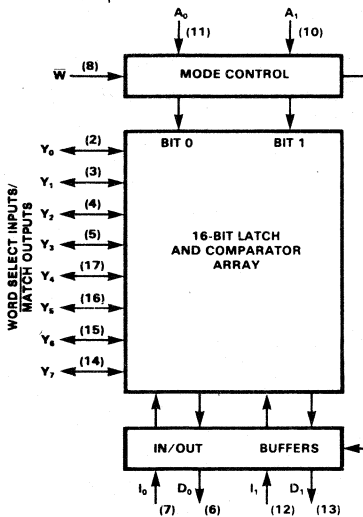 A₀ A₁
(11) (10)
W̅ (8) MODE CONTROL
BIT 0 BIT 1
WORD SELECT INPUTS/
MATCH OUTPUTS
Y₀ (2)
Y₁ (3)
Y₂ (4)
Y₃ (5)
Y₄ (17)
Y₅ (16)
Y₆ (15)
Y₇ (14)
16-BIT LATCH
AND COMPARATOR
ARRAY
IN/OUT BUFFERS
I₀ D₀ I₁ D₁
(7) (6) (12) (13)